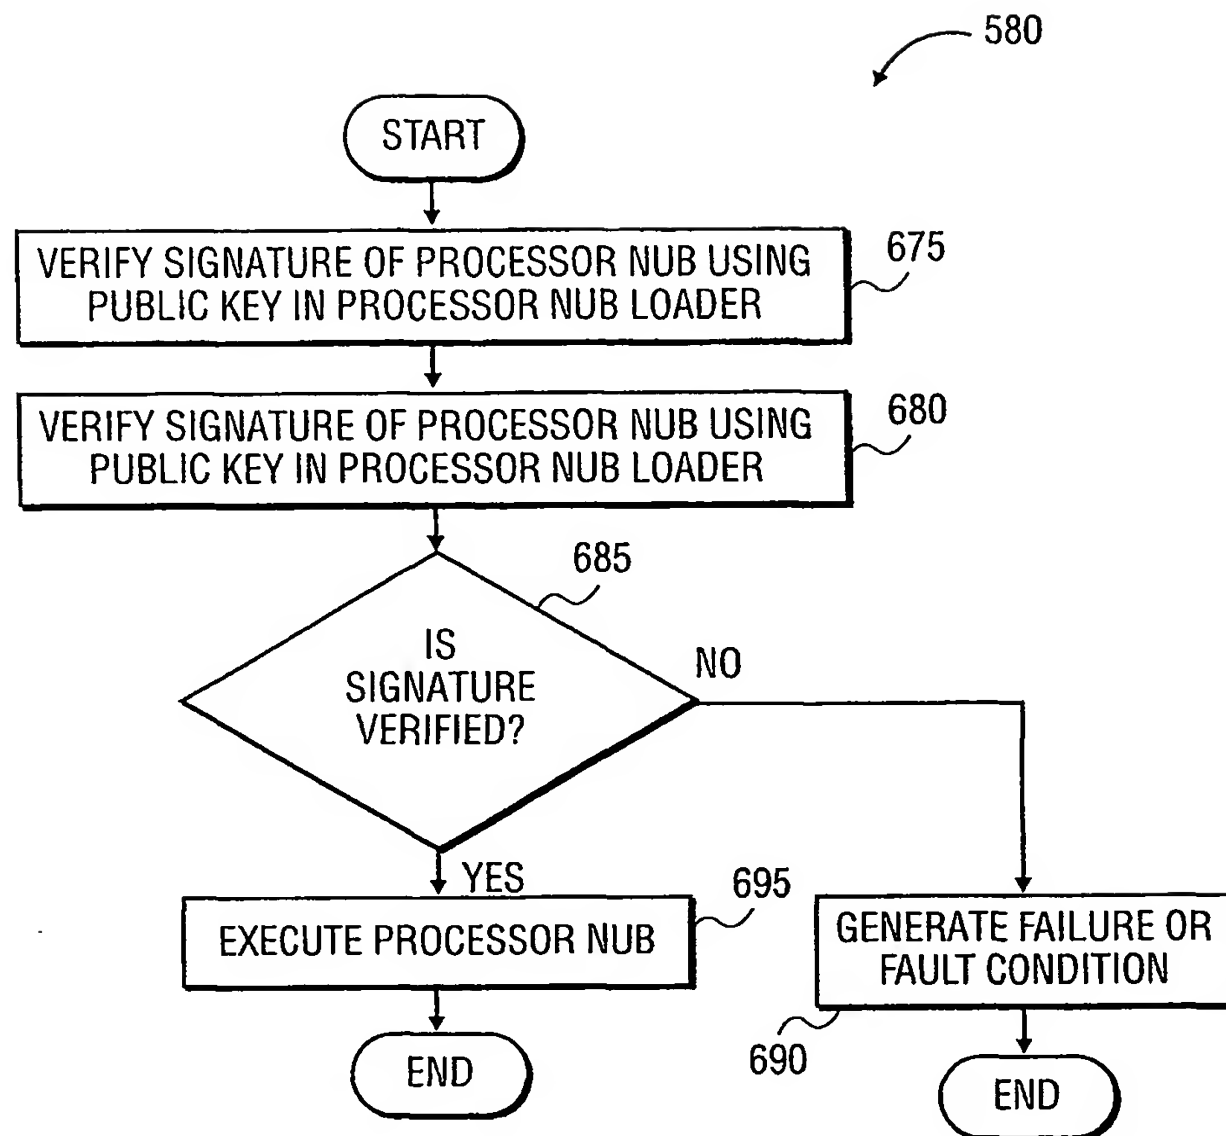 580
START
VERIFY SIGNATURE OF PROCESSOR NUB USING
PUBLIC KEY IN PROCESSOR NUB LOADER
675
VERIFY SIGNATURE OF PROCESSOR NUB USING
PUBLIC KEY IN PROCESSOR NUB LOADER
680
685
IS
SIGNATURE
VERIFIED?
NO
YES
EXECUTE PROCESSOR NUB
695
GENERATE FAILURE OR
FAULT CONDITION
690
END
END